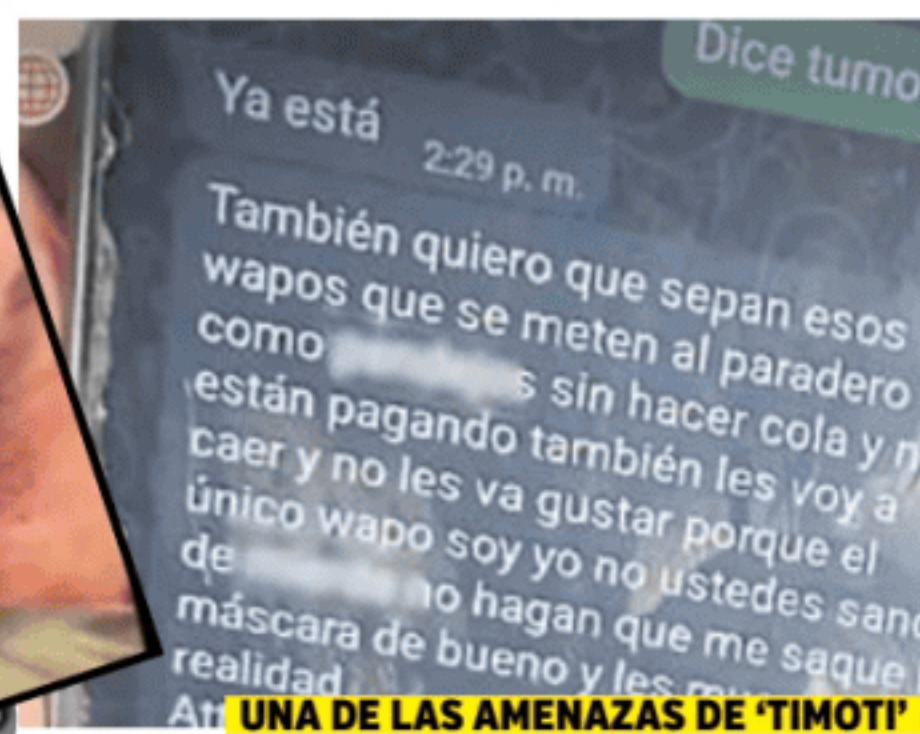 Dice tumo
Ya está
2:29 p. m.
También quiero que sepan esos
wapos que se meten al paradero
como s sin hacer cola y n
están pagando también les voy a
caer y no les va gustar porque el
único wapo soy yo no ustedes sano
de no hagan que me saque
máscara de bueno y les
realidad
UNA DE LAS AMENAZAS DE ‘TIMOTI’